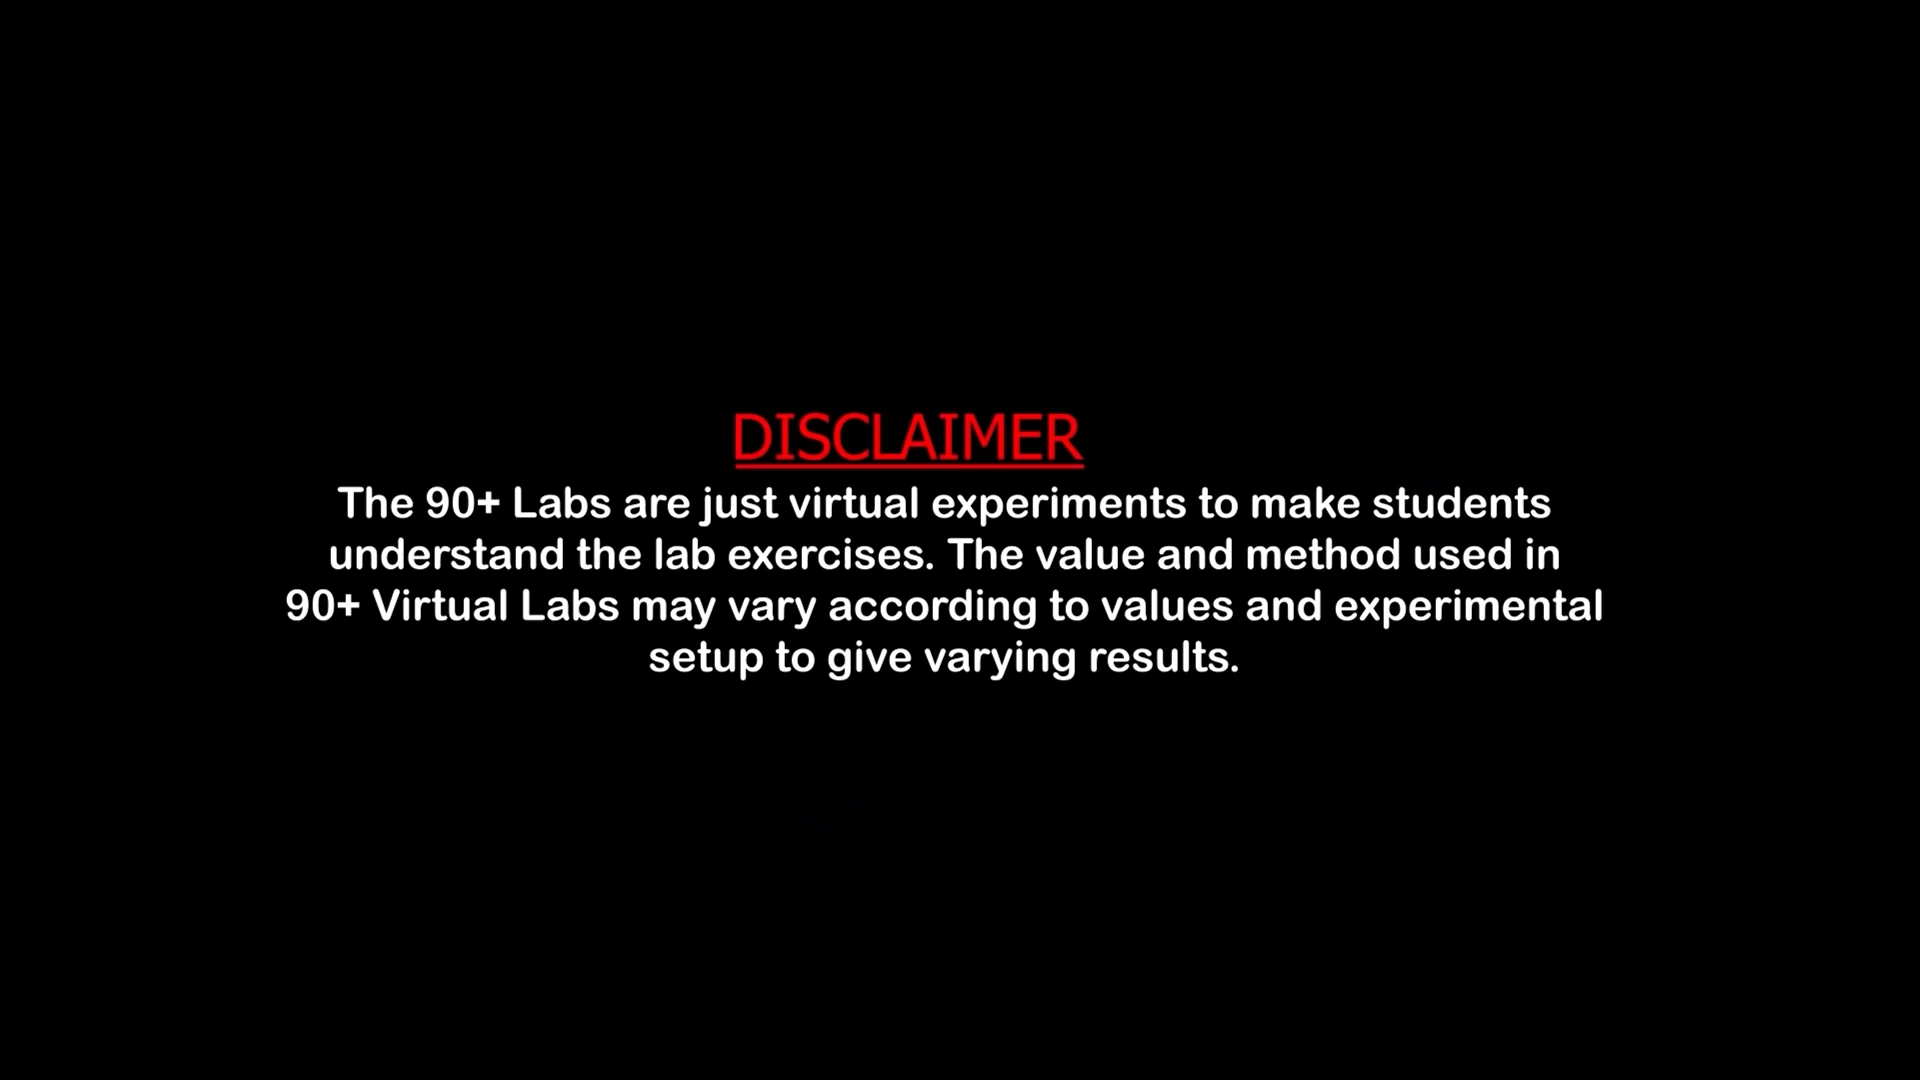 DISCLAIMER
The 90+ Labs are just virtual experiments to make students
understand the lab exercises. The value and method used in
90+ Virtual Labs may vary according to values and experimental
setup to give varying results.